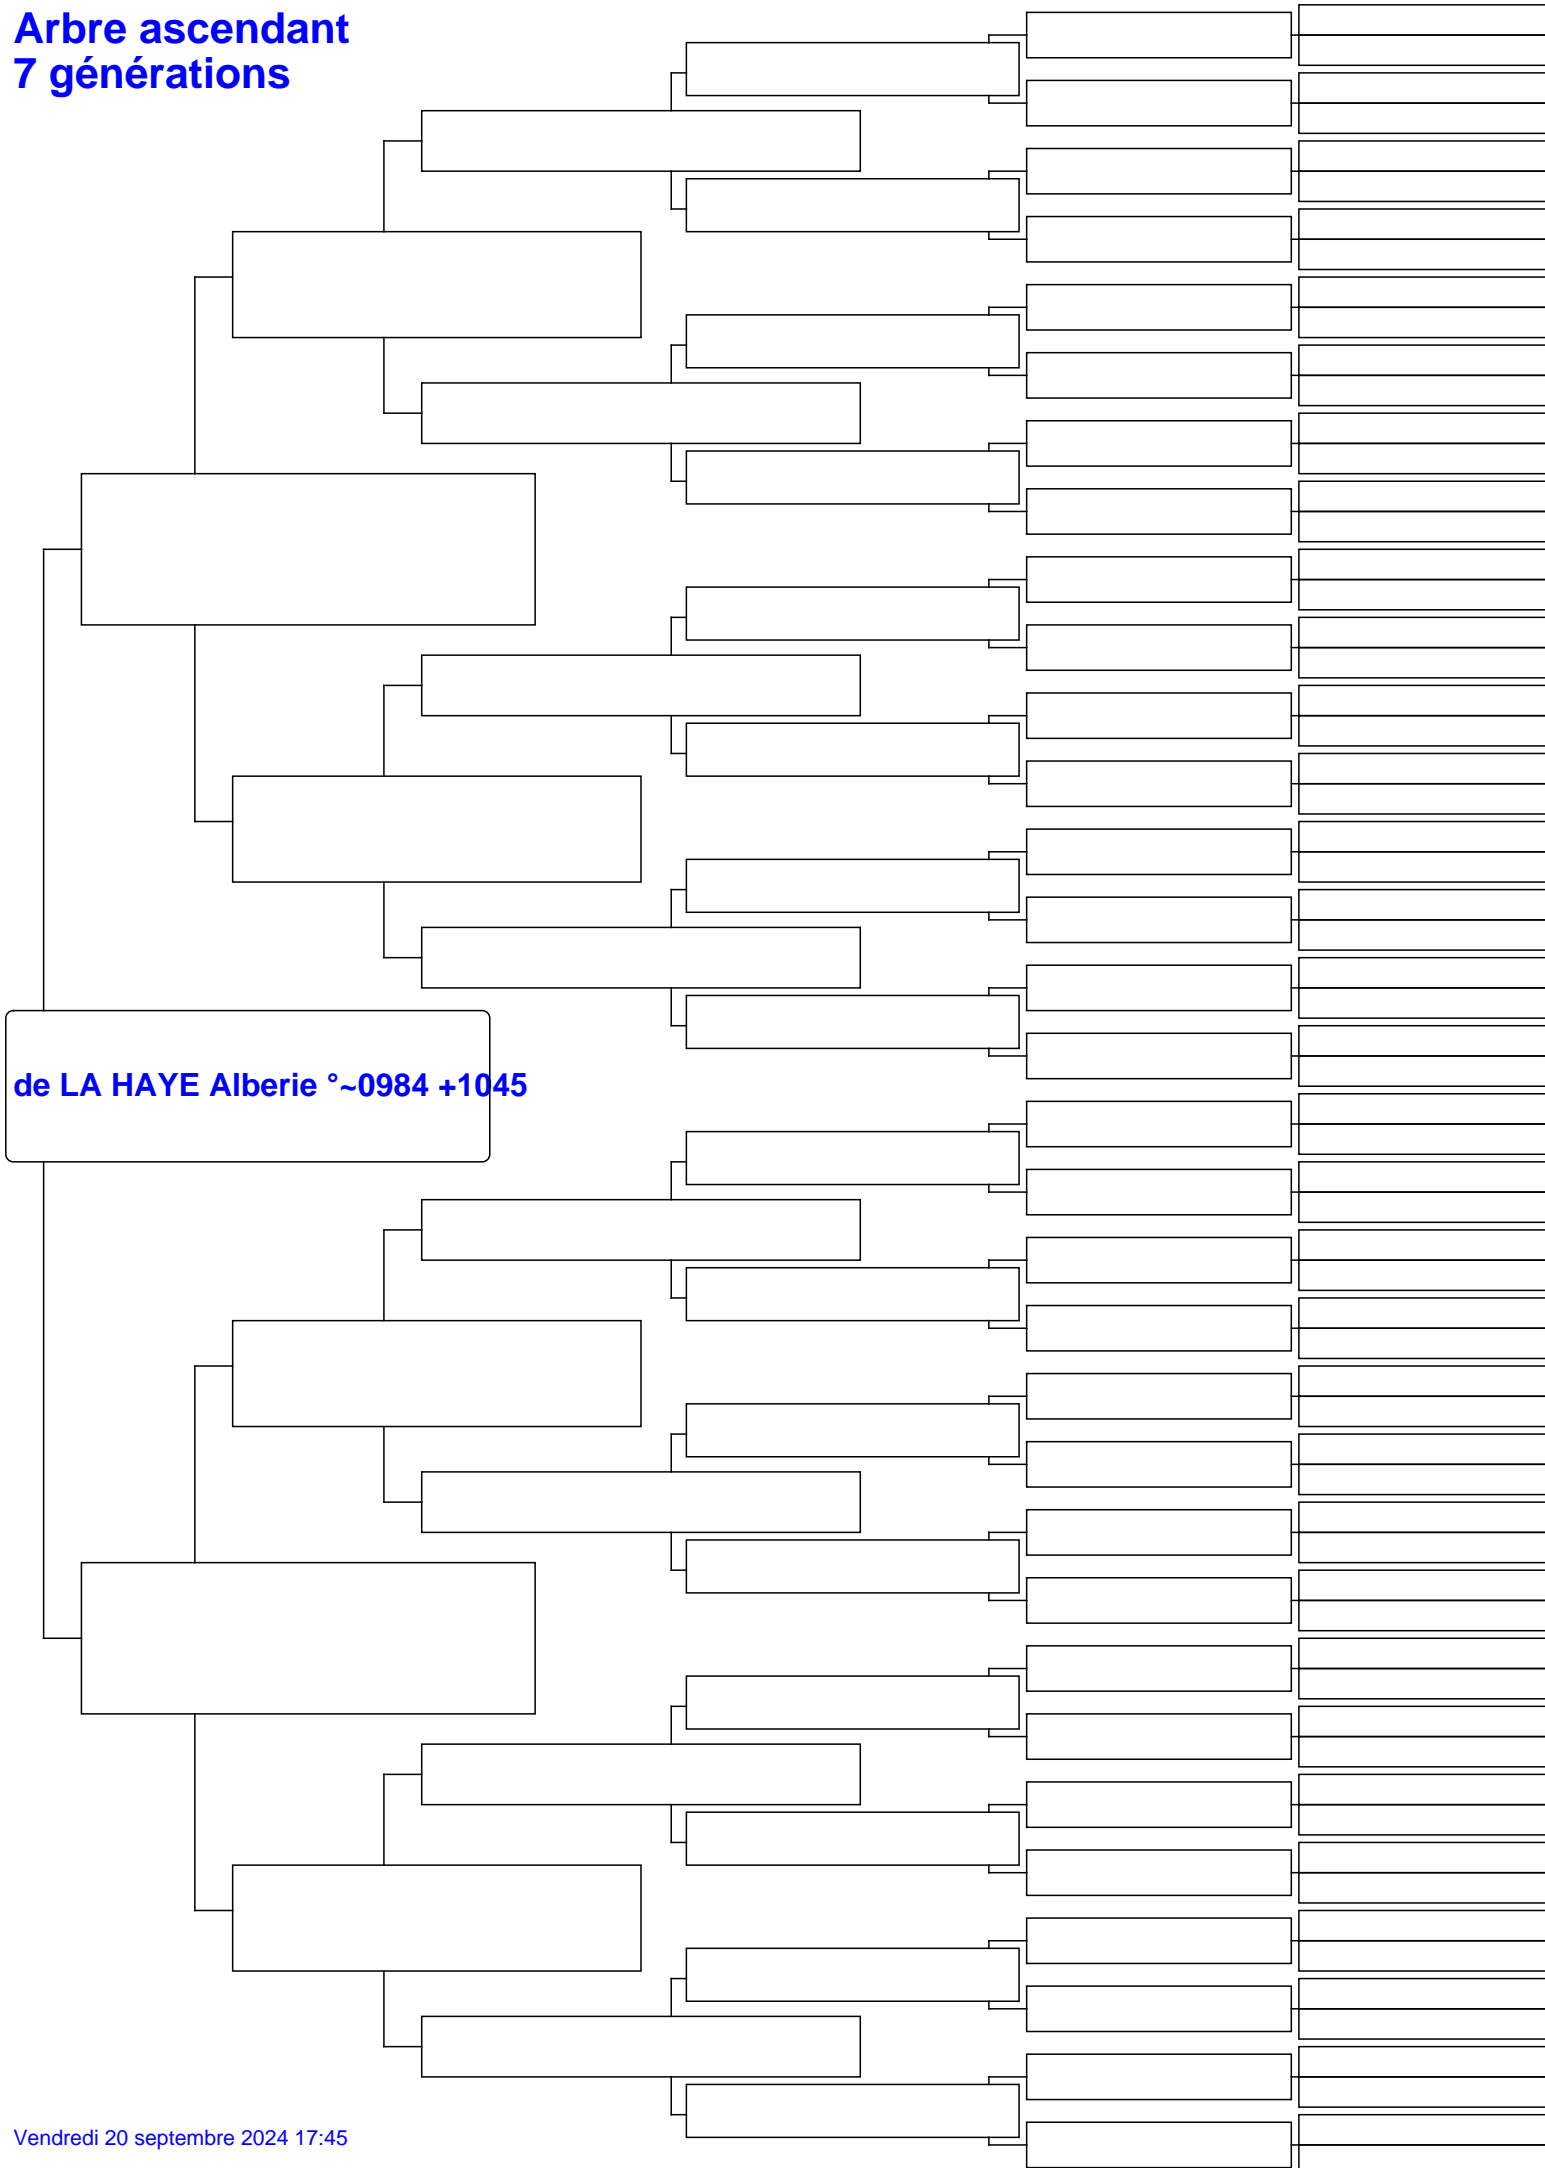 Arbre ascendant
7 générations
de LA HAYE Alberie °~0984 +1045
Vendredi 20 septembre 2024 17:45